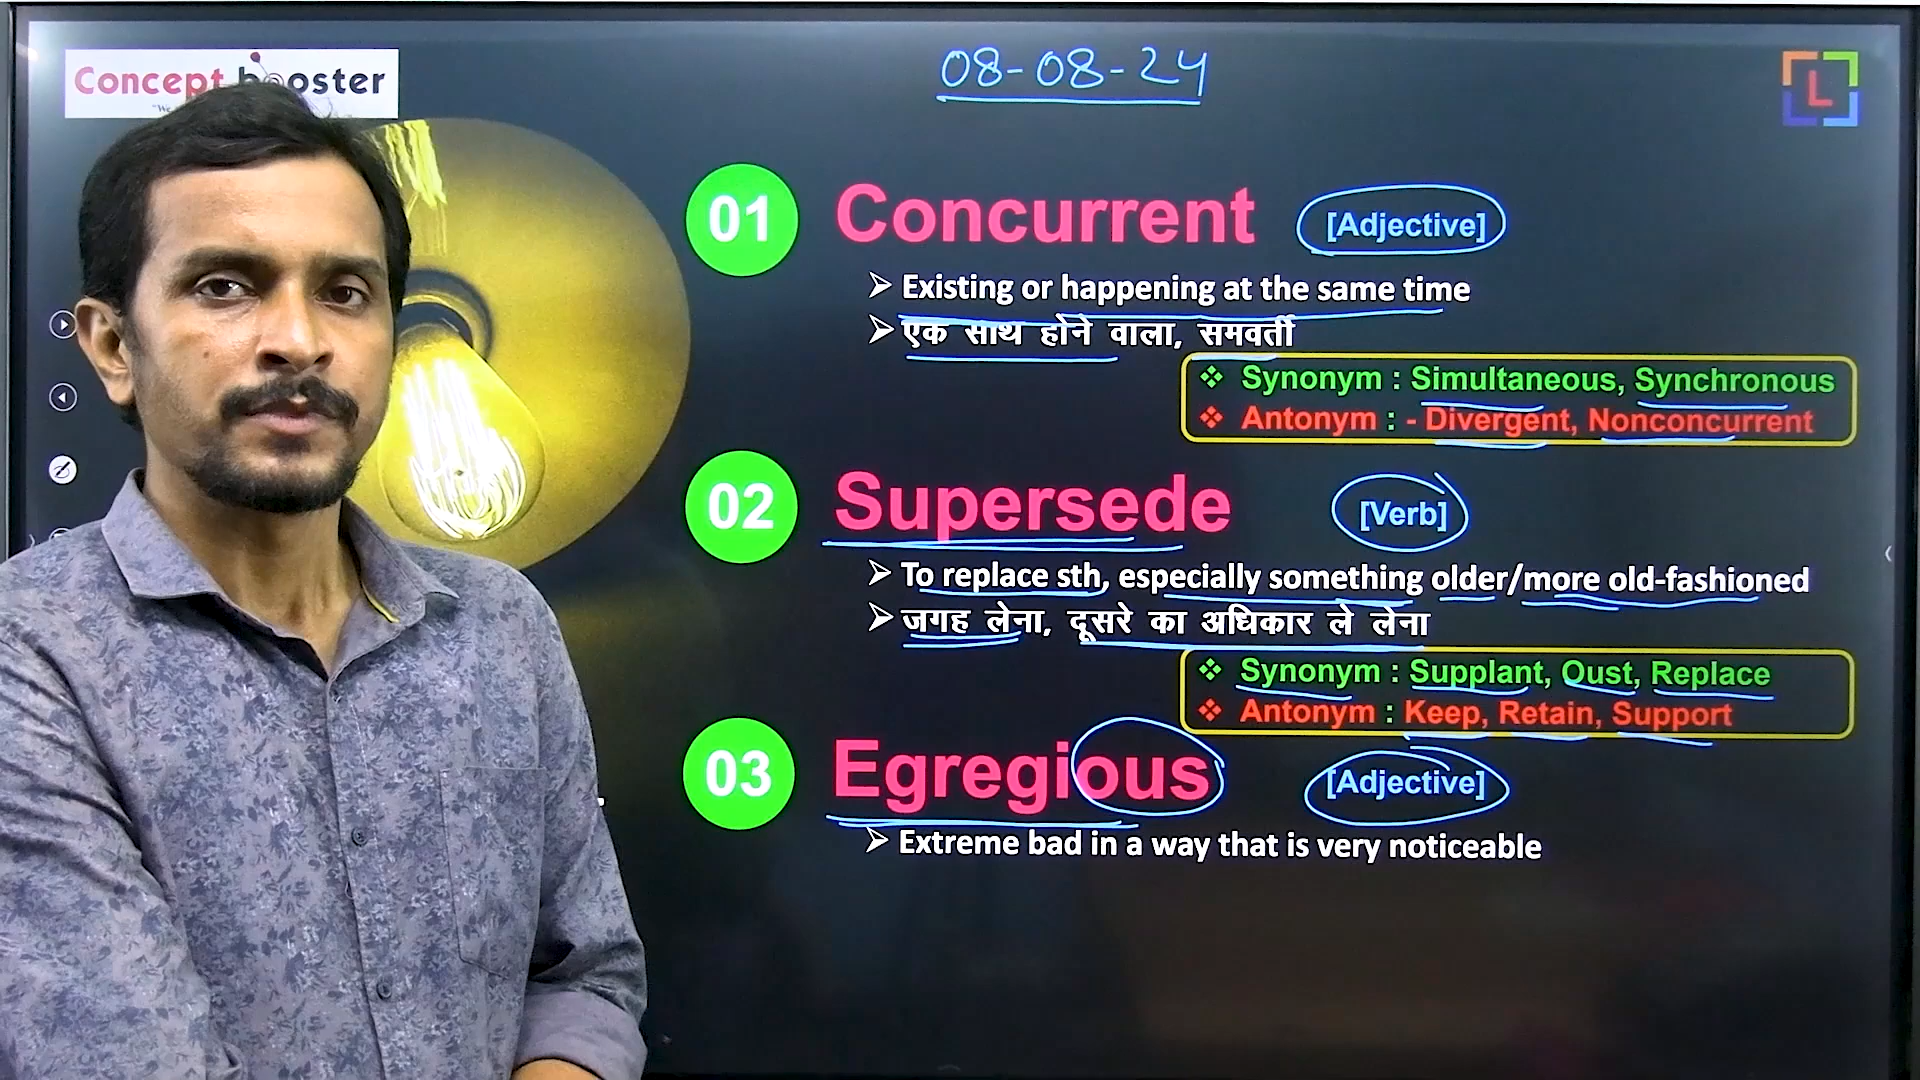 Concept booster
"We
08-08-24
L
01 Concurrent [Adjective]
Existing or happening at the same time
एक साथ होने वाला, समवर्ती
Synonym : Simultaneous, Synchronous
Antonym : - Divergent, Nonconcurrent
02 Supersede [Verb]
To replace sth, especially something older/more old-fashioned
जगह लेना, दूसरे का अधिकार ले लेना
Synonym : Supplant, Oust, Replace
Antonym : Keep, Retain, Support
03 Egregious [Adjective]
Extreme bad in a way that is very noticeable